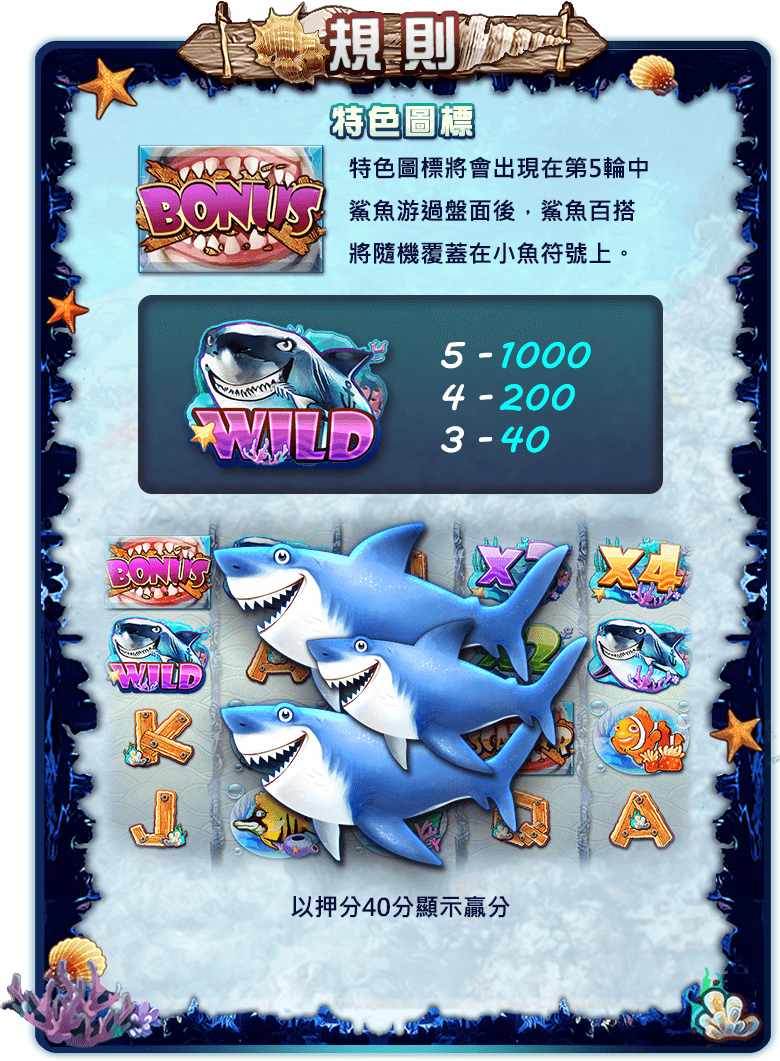 規則
特色圖標
BONUS
特色圖標將會出現在第5輪中
鯊魚游過盤面後，鯊魚百搭
將隨機覆蓋在小魚符號上。
WILD
5 - 1000
4 - 200
3 - 40
BONUS
X4
WILD
A
K
J
Q
A
以押分40分顯示贏分